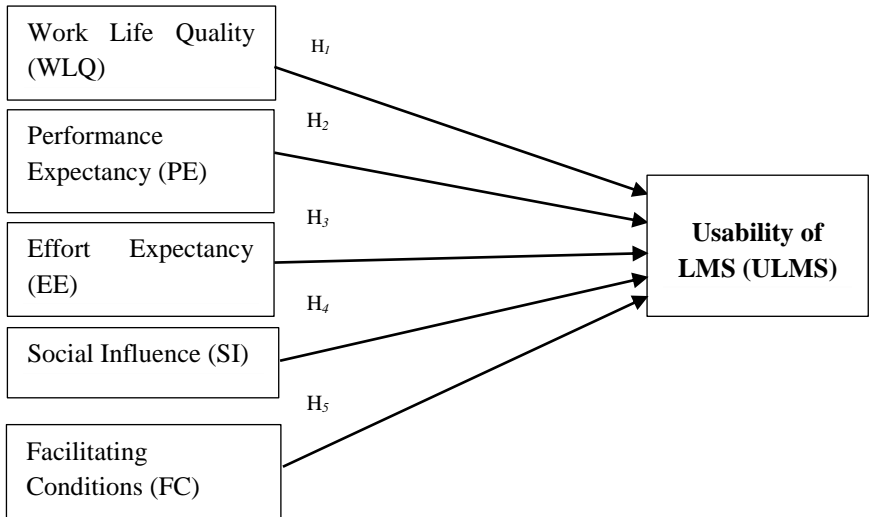 Work Life Quality
(WLQ)
H1
Performance
Expectancy (PE)
H2
Effort Expectancy
(EE)
H3
Social Influence (SI)
H4
Facilitating
Conditions (FC)
H5
Usability of
LMS (ULMS)